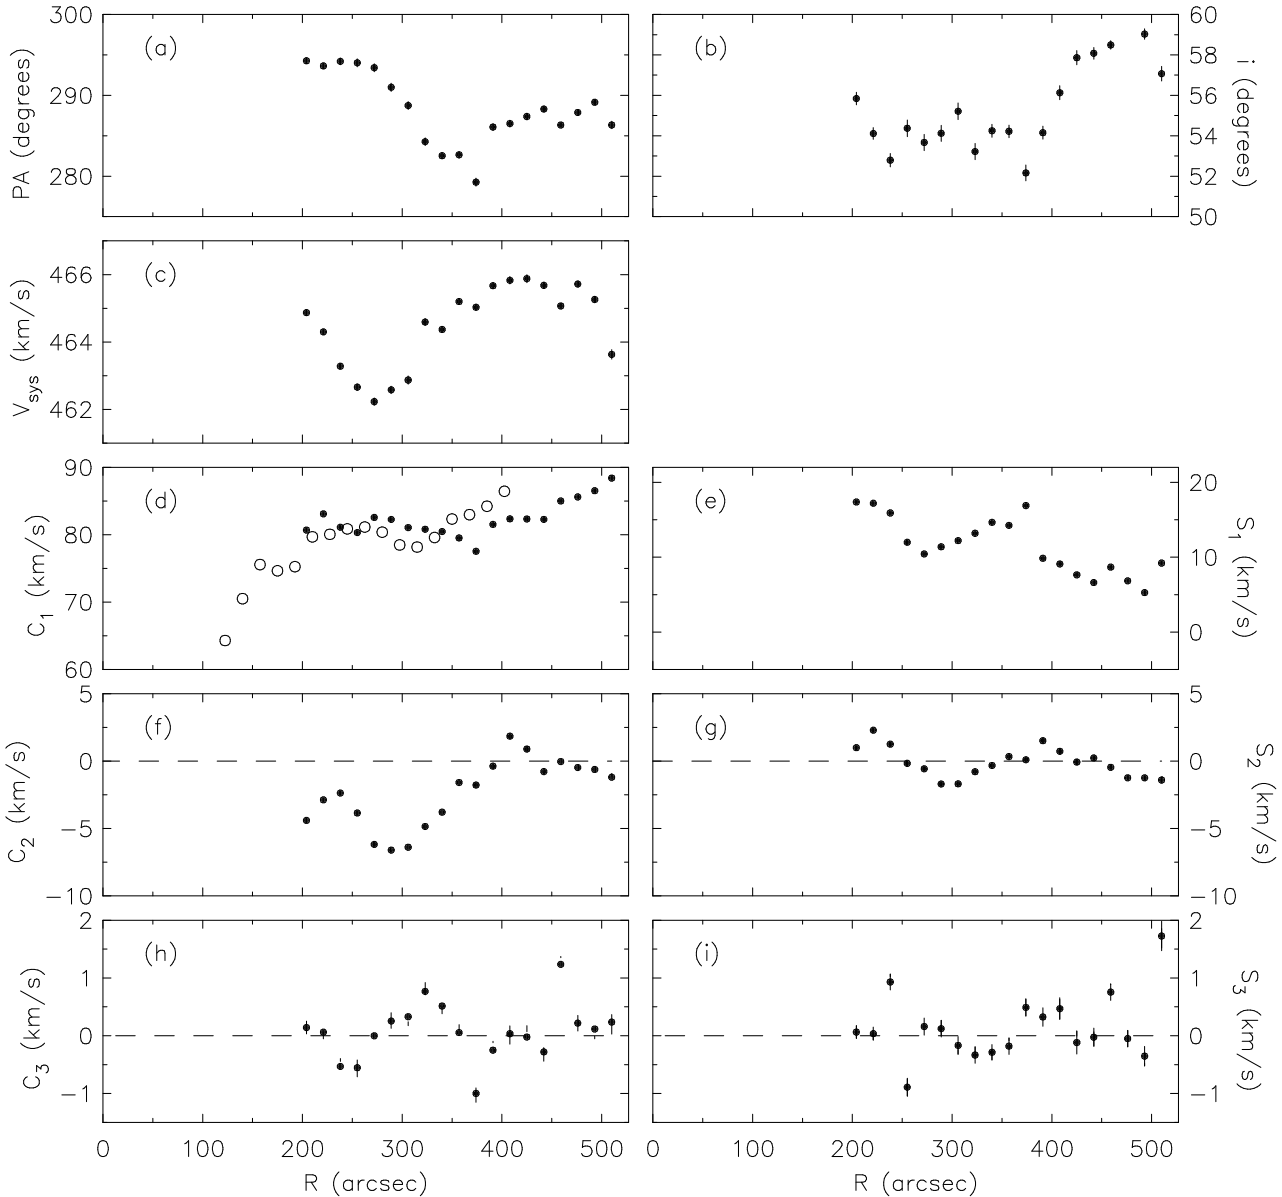 300
290
280
PA (degrees)
(a)
(b)
60
58
56
54
52
50
i (degrees)
466
464
462
V_sys (km/s)
(c)
90
80
70
60
C_1 (km/s)
(d)
(e)
20
10
0
S_1 (km/s)
5
0
−5
−10
C_2 (km/s)
(f)
(g)
5
0
−5
−10
S_2 (km/s)
2
1
0
−1
C_3 (km/s)
(h)
(i)
2
1
0
−1
S_3 (km/s)
0 100 200 300 400 500
R (arcsec)
0 100 200 300 400 500
R (arcsec)